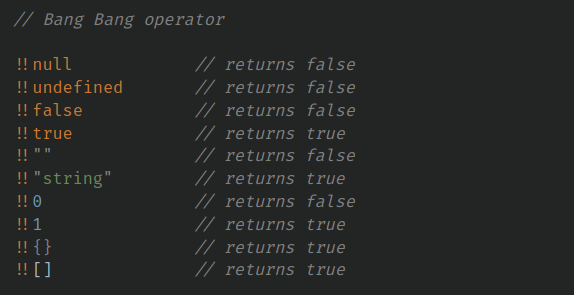 // Bang Bang operator
!!null // returns false
!!undefined // returns false
!!false // returns false
!!true // returns true
!!"" // returns false
!!"string" // returns true
!!0 // returns false
!!1 // returns true
!!{} // returns true
!![] // returns true